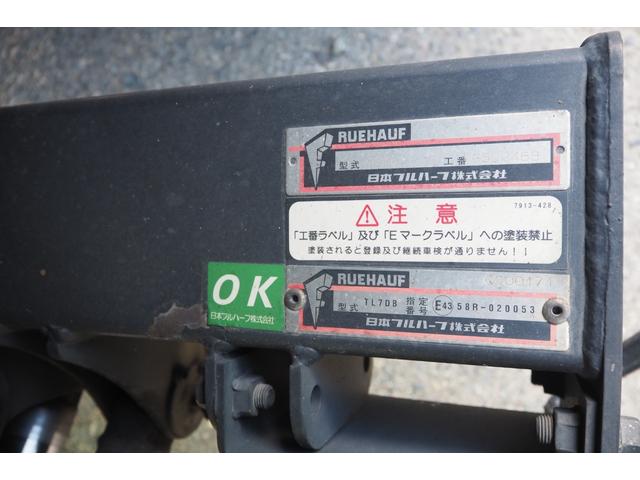 RUEHAUF
型式 工番
日本フルハーフ株式会社
7913-428
注意
「工番ラベル」及び「Eマークラベル」への塗装禁止
塗装されると登録及び継続車検が通りません!!
RUEHAUF
型式 TL7DB 指定番号 E43 58R-020053
日本フルハーフ株式会社
OK
日本フルハーフ株式会社